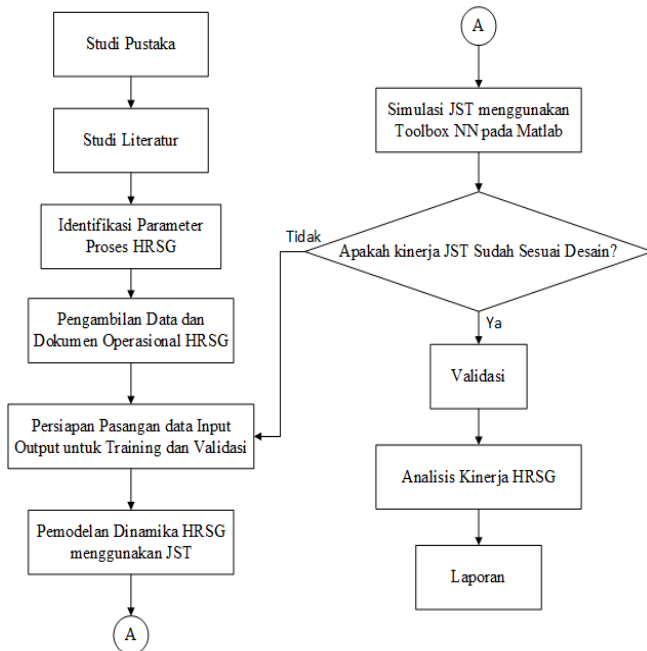 Studi Pustaka
Studi Literatur
Identifikasi Parameter
Proses HRSG
Pengambilan Data dan
Dokumen Operasional HRSG
Persiapan Pasangan data Input
Output untuk Training dan Validasi
Pemodelan Dinamika HRSG
menggunakan JST
A
A
Simulasi JST menggunakan
Toolbox NN pada Matlab
Apakah kinerja JST Sudah Sesuai Desain?
Tidak
Ya
Validasi
Analisis Kinerja HRSG
Laporan